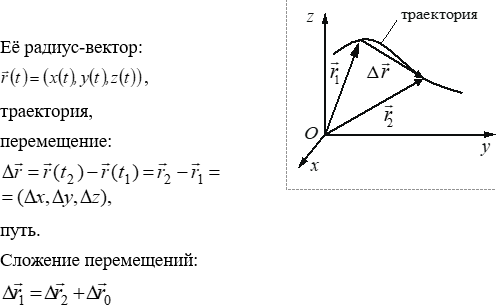 Её радиус-вектор:
r⃗(t)=(x(t),y(t),z(t)),
траектория,
перемещение:
Δr⃗ = r⃗(t₂)−r⃗(t₁)=r⃗₂−r⃗₁=
=(Δx,Δy,Δz),
путь.
Сложение перемещений:
Δr⃗₁=Δr⃗₂+Δr⃗₀
z
траектория
r⃗₁
Δr⃗
r⃗₂
O
y
x